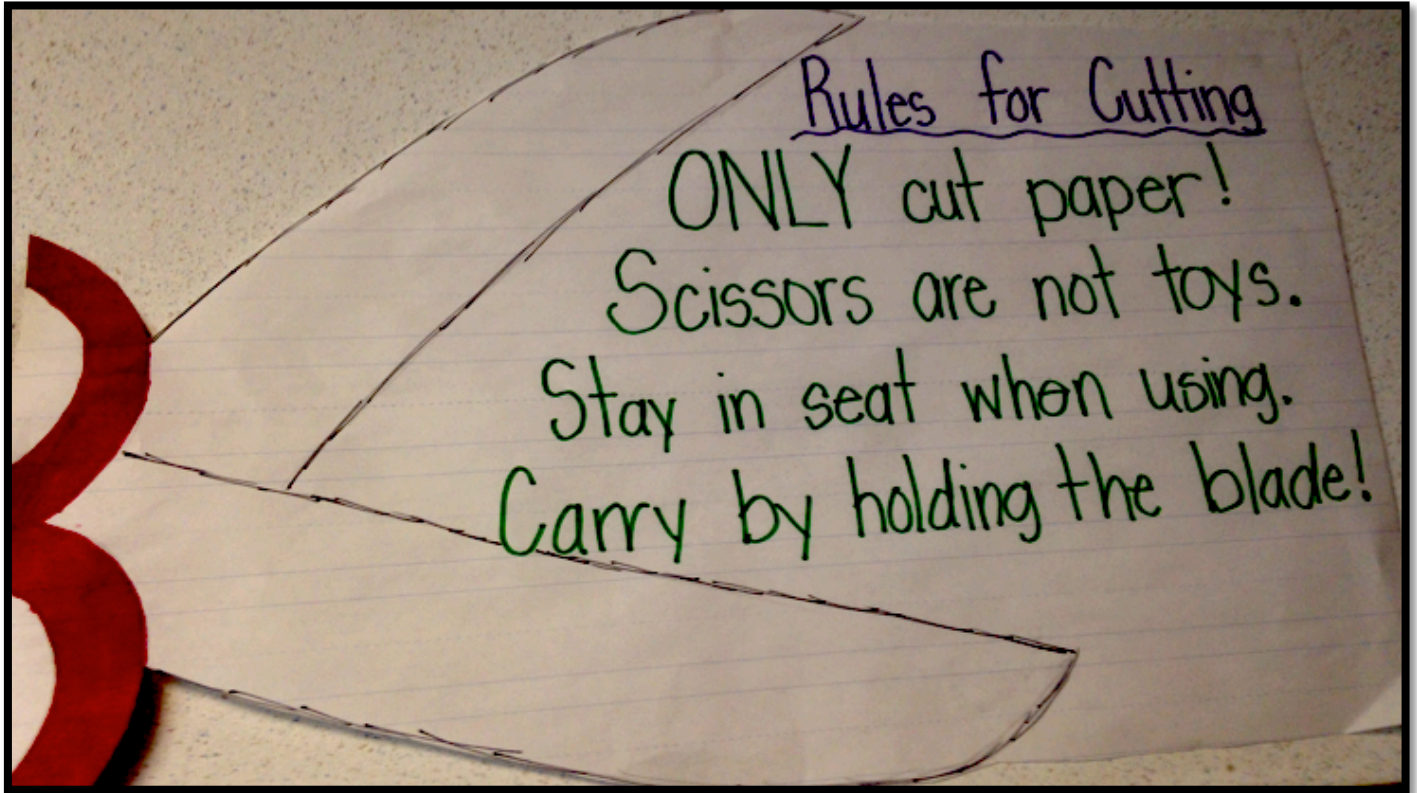 Rules for Cutting
ONLY cut paper!
Scissors are not toys.
Stay in seat when using.
Carry by holding the blade!